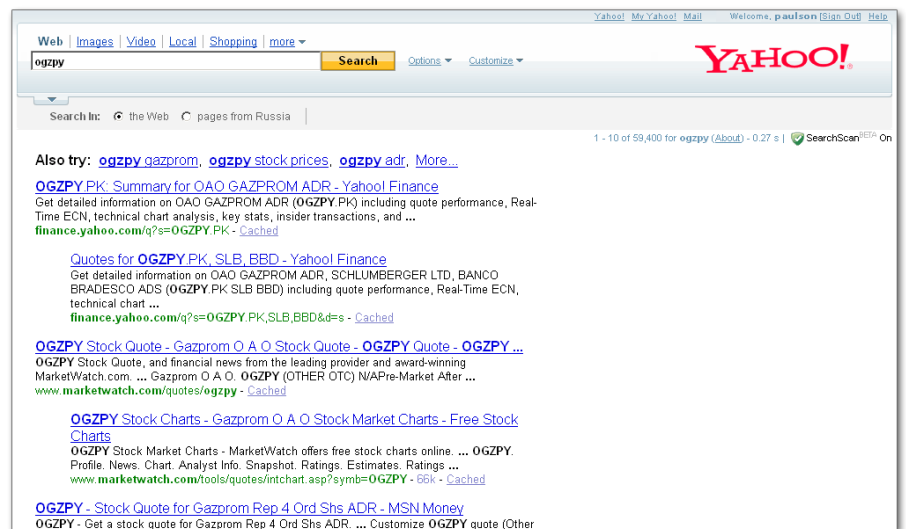 Yahoo! My Yahoo! Mail Welcome, paulson [Sign Out] Help
Web | Images | Video | Local | Shopping | more
ogzpy Search Options Customize
YAHOO!
Search In: the Web pages from Russia
1 - 10 of 59,400 for ogzpy (About) - 0.27 s | SearchScan BETA On
Also try: ogzpy gazprom, ogzpy stock prices, ogzpy adr, More...
OGZPY.PK: Summary for OAO GAZPROM ADR - Yahoo! Finance
Get detailed information on OAO GAZPROM ADR (OGZPY.PK) including quote performance, Real-
Time ECN, technical chart analysis, key stats, insider transactions, and ...
finance.yahoo.com/q?s=OGZPY.PK - Cached
Quotes for OGZPY.PK, SLB, BBD - Yahoo! Finance
Get detailed information on OAO GAZPROM ADR, SCHLUMBERGER LTD, BANCO
BRADESCO ADS (OGZPY.PK SLB BBD) including quote performance, Real-Time ECN,
technical chart ...
finance.yahoo.com/q?s=OGZPY.PK,SLB,BBD&d=s - Cached
OGZPY Stock Quote - Gazprom O A O Stock Quote - OGZPY Quote - OGZPY ...
OGZPY Stock Quote, and financial news from the leading provider and award-winning
MarketWatch.com. ... Gazprom O A O. OGZPY (OTHER OTC) N/APre-Market After ...
www.marketwatch.com/quotes/ogzpy - Cached
OGZPY Stock Charts - Gazprom O A O Stock Market Charts - Free Stock
Charts
OGZPY Stock Market Charts - MarketWatch offers free stock charts online. ... OGZPY.
Profile. News. Chart. Analyst Info. Snapshot. Ratings. Estimates. Ratings ...
www.marketwatch.com/tools/quotes/intchart.asp?symb=OGZPY - 66k - Cached
OGZPY - Stock Quote for Gazprom Rep 4 Ord Shs ADR - MSN Money
OGZPY - Get a stock quote for Gazprom Rep 4 Ord Shs ADR. ... Customize OGZPY quote (Other